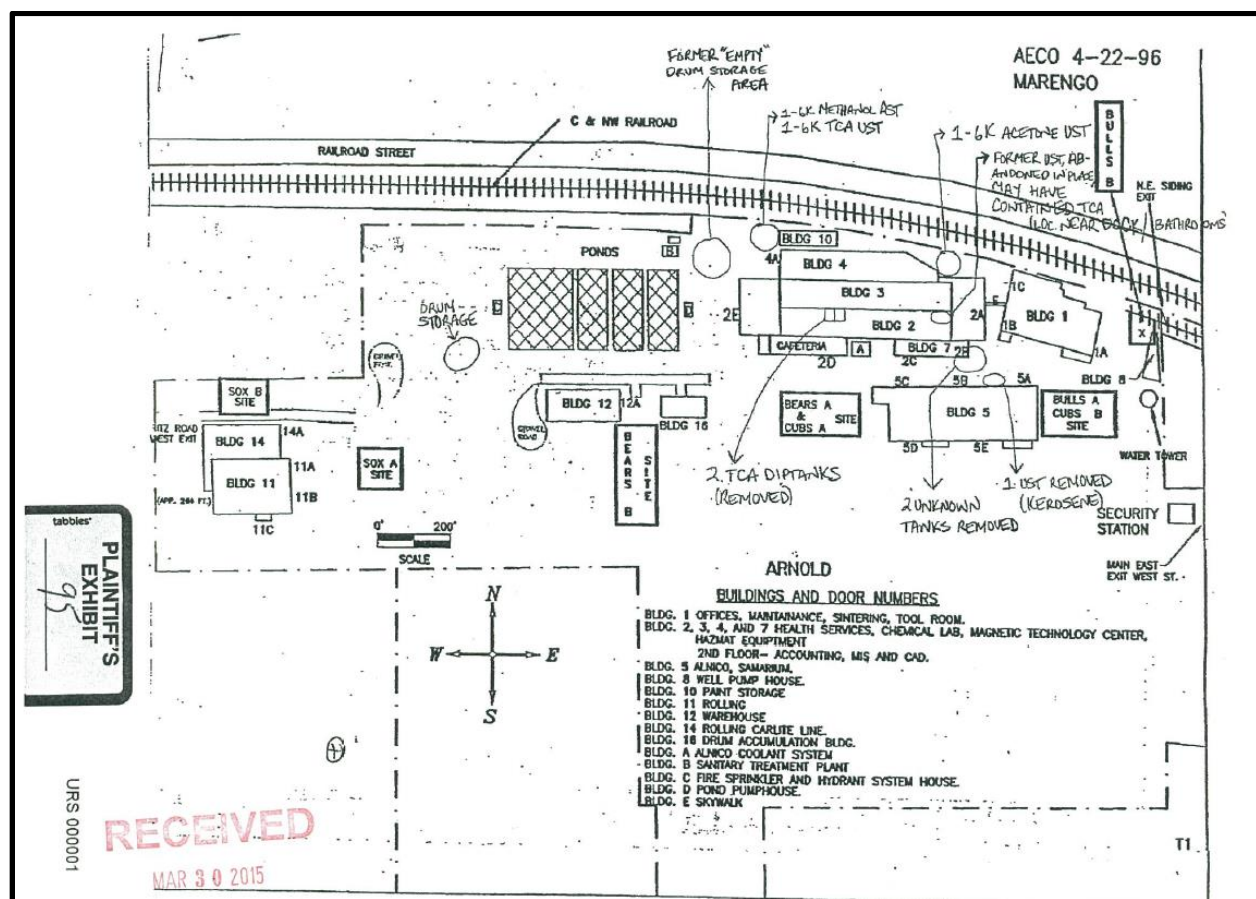 FORMER "EMPTY"
DRUM STORAGE
AREA
AECO 4-22-96
MARENGO
1-6K METHANOL AST
1-6K TCA UST
1-6K ACETONE UST
FORMER UST, AB-
ANDONED IN PLACE
MAY HAVE
CONTAINED TCA
(LOC. NEAR DOCK / BATHROOMS
BULLS B
N.E. SIDING
EXIT
C & NW RAILROAD
RAILROAD STREET
PONDS
B
BLDG 10
4A
BLDG 4
BLDG 3
BLDG 2
2E
2A
E
1C
1B
BLDG 1
1A
X
BLDG 8
CAFETERIA
A
2D
BLDG 7
2C
2B
DRUM
STORAGE
SOX B
SITE
WEST EXIT
BLDG 14
14A
BLDG 11
11A
11B
11C
(APP. 264 FT.)
SOX A
SITE
BLDG 12
12A
BLDG 16
BEARS B
SITE
BEARS A
& SITE
CUBS A
5C
5B
5A
BLDG 5
5D
5E
BULLS A
CUBS B
SITE
WATER TOWER
2 TCA DIPTANKS
(REMOVED)
2 UNKNOWN
TANKS REMOVED
1 UST REMOVED
(KEROSENE)
SECURITY
STATION
MAIN EAST
EXIT WEST ST.
0' 200'
SCALE
N
W E
S
ARNOLD
BUILDINGS AND DOOR NUMBERS
BLDG. 1 OFFICES, MAINTAINANCE, SINTERING, TOOL ROOM.
BLDG. 2, 3, 4, AND 7 HEALTH SERVICES, CHEMICAL LAB, MAGNETIC TECHNOLOGY CENTER,
HAZMAT EQUIPTMENT
2ND FLOOR- ACCOUNTING, MIS AND CAD.
BLDG. 5 ALNICO, SAMARIUM.
BLDG. 8 WELL PUMP HOUSE.
BLDG. 10 PAINT STORAGE
BLDG. 11 ROLLING
BLDG. 12 WAREHOUSE
BLDG. 14 ROLLING CARLITE LINE.
BLDG. 16 DRUM ACCUMULATION BLDG.
BLDG. A ALNICO COOLANT SYSTEM
BLDG. B SANITARY TREATMENT PLANT
BLDG. C FIRE SPRINKLER AND HYDRANT SYSTEM HOUSE.
BLDG. D POND PUMPHOUSE.
BLDG. E SKYWALK
tabbies'
PLAINTIFF'S
EXHIBIT
95
URS 000001
RECEIVED
MAR 30 2015
T1